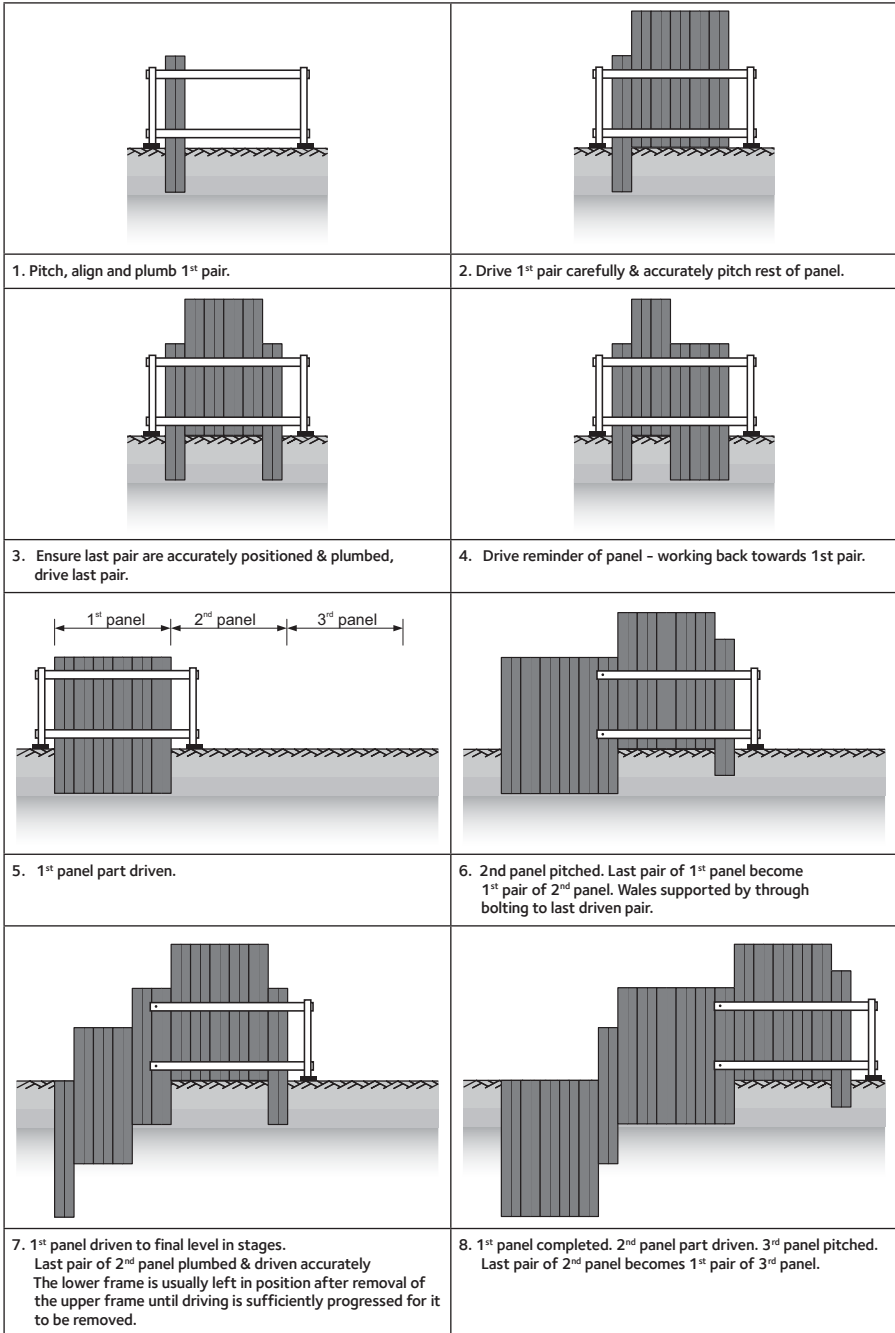 1. Pitch, align and plumb 1st pair.
2. Drive 1st pair carefully & accurately pitch rest of panel.
3. Ensure last pair are accurately positioned & plumbed,
drive last pair.
4. Drive reminder of panel - working back towards 1st pair.
1st panel
2nd panel
3rd panel
5. 1st panel part driven.
6. 2nd panel pitched. Last pair of 1st panel become
1st pair of 2nd panel. Wales supported by through
bolting to last driven pair.
7. 1st panel driven to final level in stages.
Last pair of 2nd panel plumbed & driven accurately
The lower frame is usually left in position after removal of
the upper frame until driving is sufficiently progressed for it
to be removed.
8. 1st panel completed. 2nd panel part driven. 3rd panel pitched.
Last pair of 2nd panel becomes 1st pair of 3rd panel.